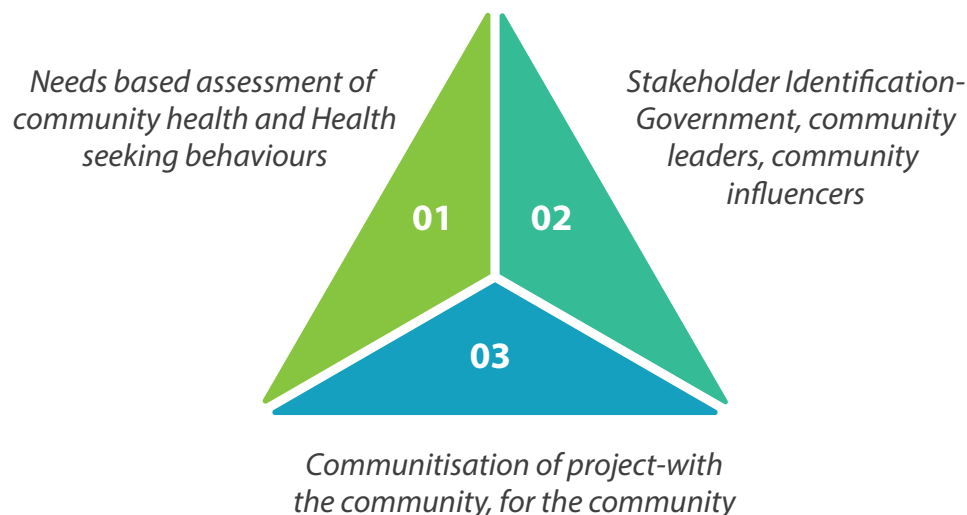 Needs based assessment of
community health and Health
seeking behaviours
01
02
Stakeholder Identification-
Government, community
leaders, community
influencers
03
Communitisation of project-with
the community, for the community